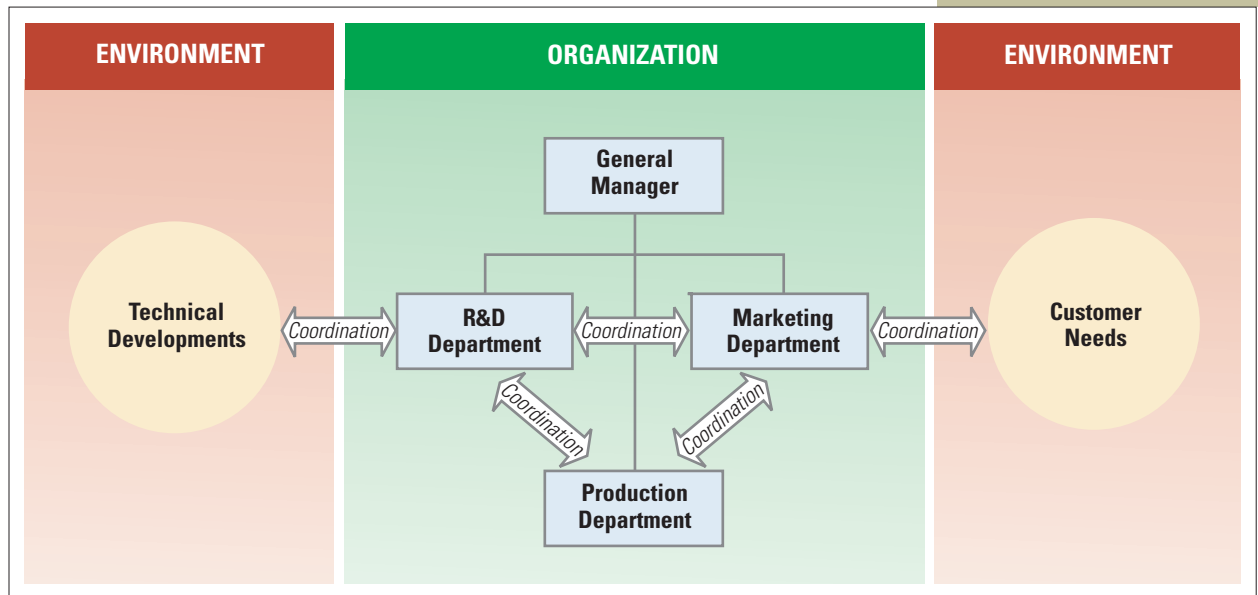 ENVIRONMENT
ORGANIZATION
ENVIRONMENT
General
Manager
Technical
Developments
Coordination
R&D
Department
Coordination
Marketing
Department
Coordination
Customer
Needs
Coordination
Coordination
Production
Department